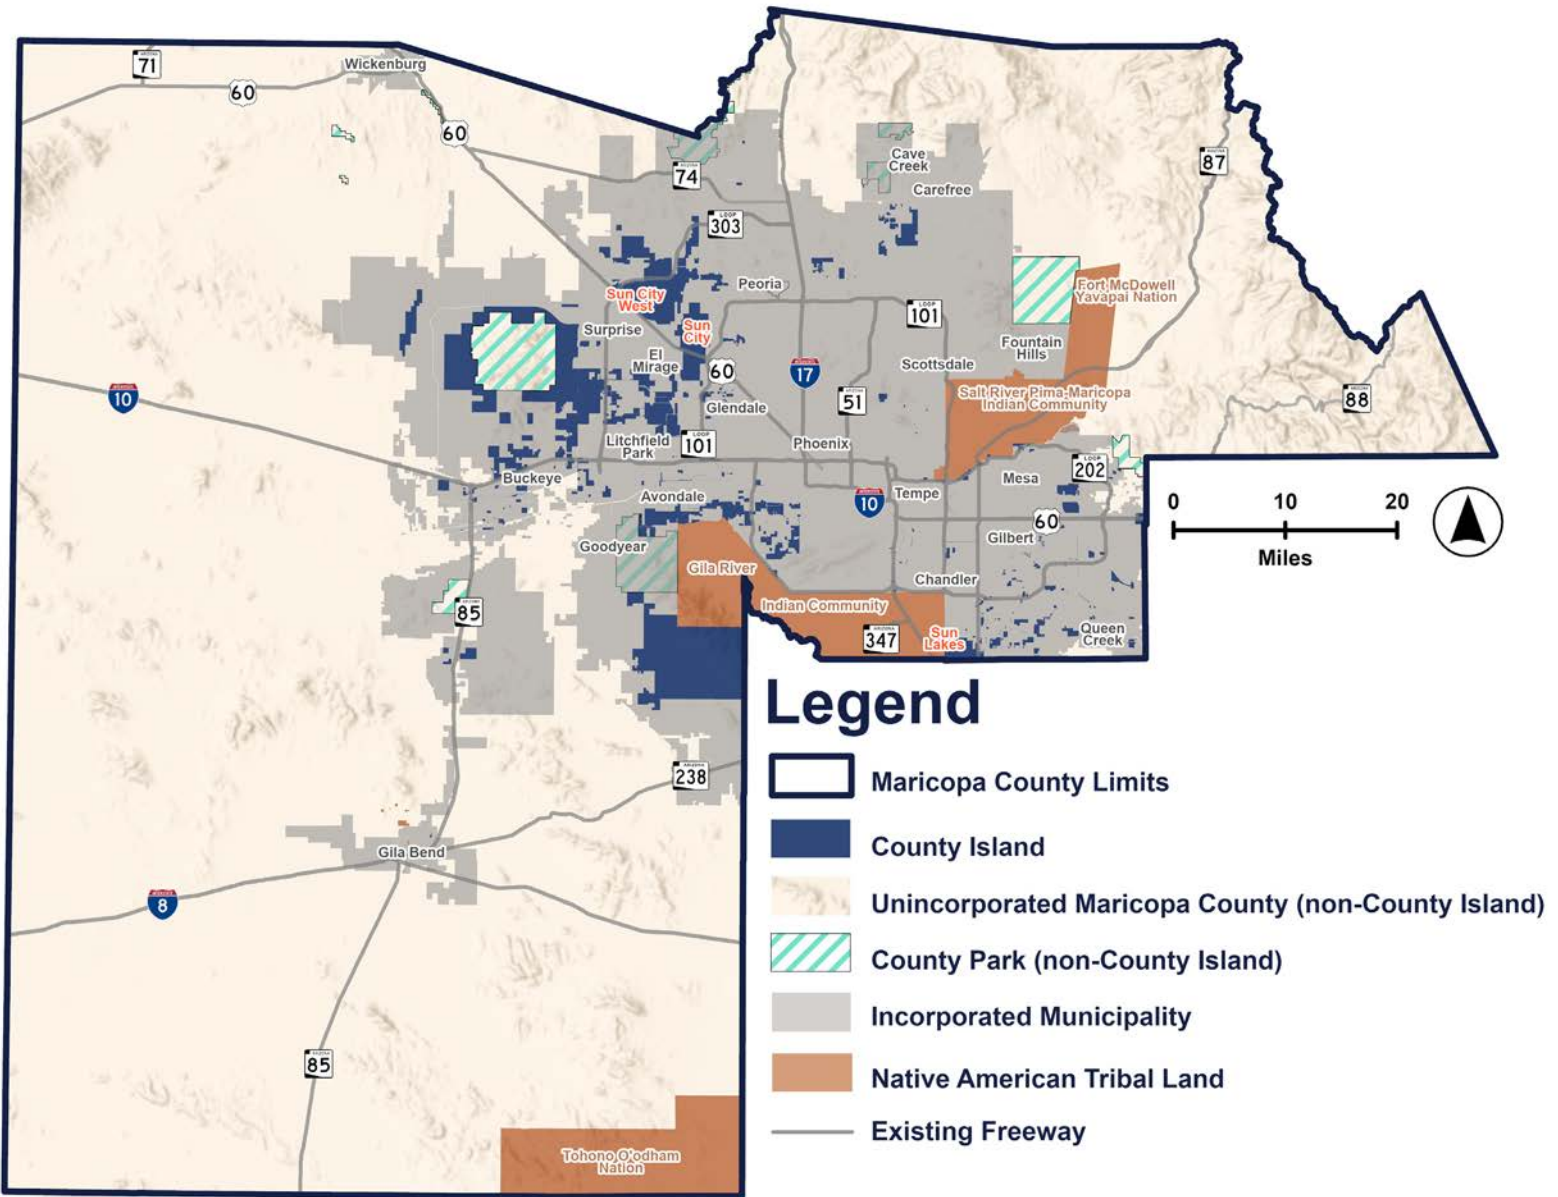 71
Wickenburg
60
60
87
Cave
Creek
74
Carefree
LOOP
303
Peoria
Fort McDowell
Yavapai Nation
Sun City
West
LOOP
101
Surprise
Sun
City
Fountain
Hills
El
Mirage
Scottsdale
60
17
10
51
88
Salt River Pima-Maricopa
Indian Community
Glendale
Litchfield
Park
LOOP
101
Phoenix
LOOP
202
Buckeye
Mesa
Avondale
10
Tempe
0 10 20
Miles
60
Goodyear
Gilbert
Gila River
Chandler
85
Indian Community
347
Sun
Lakes
Queen
Creek
238
Gila Bend
8
85
Tohono O'odham
Nation
Legend
Maricopa County Limits
County Island
Unincorporated Maricopa County (non-County Island)
County Park (non-County Island)
Incorporated Municipality
Native American Tribal Land
Existing Freeway